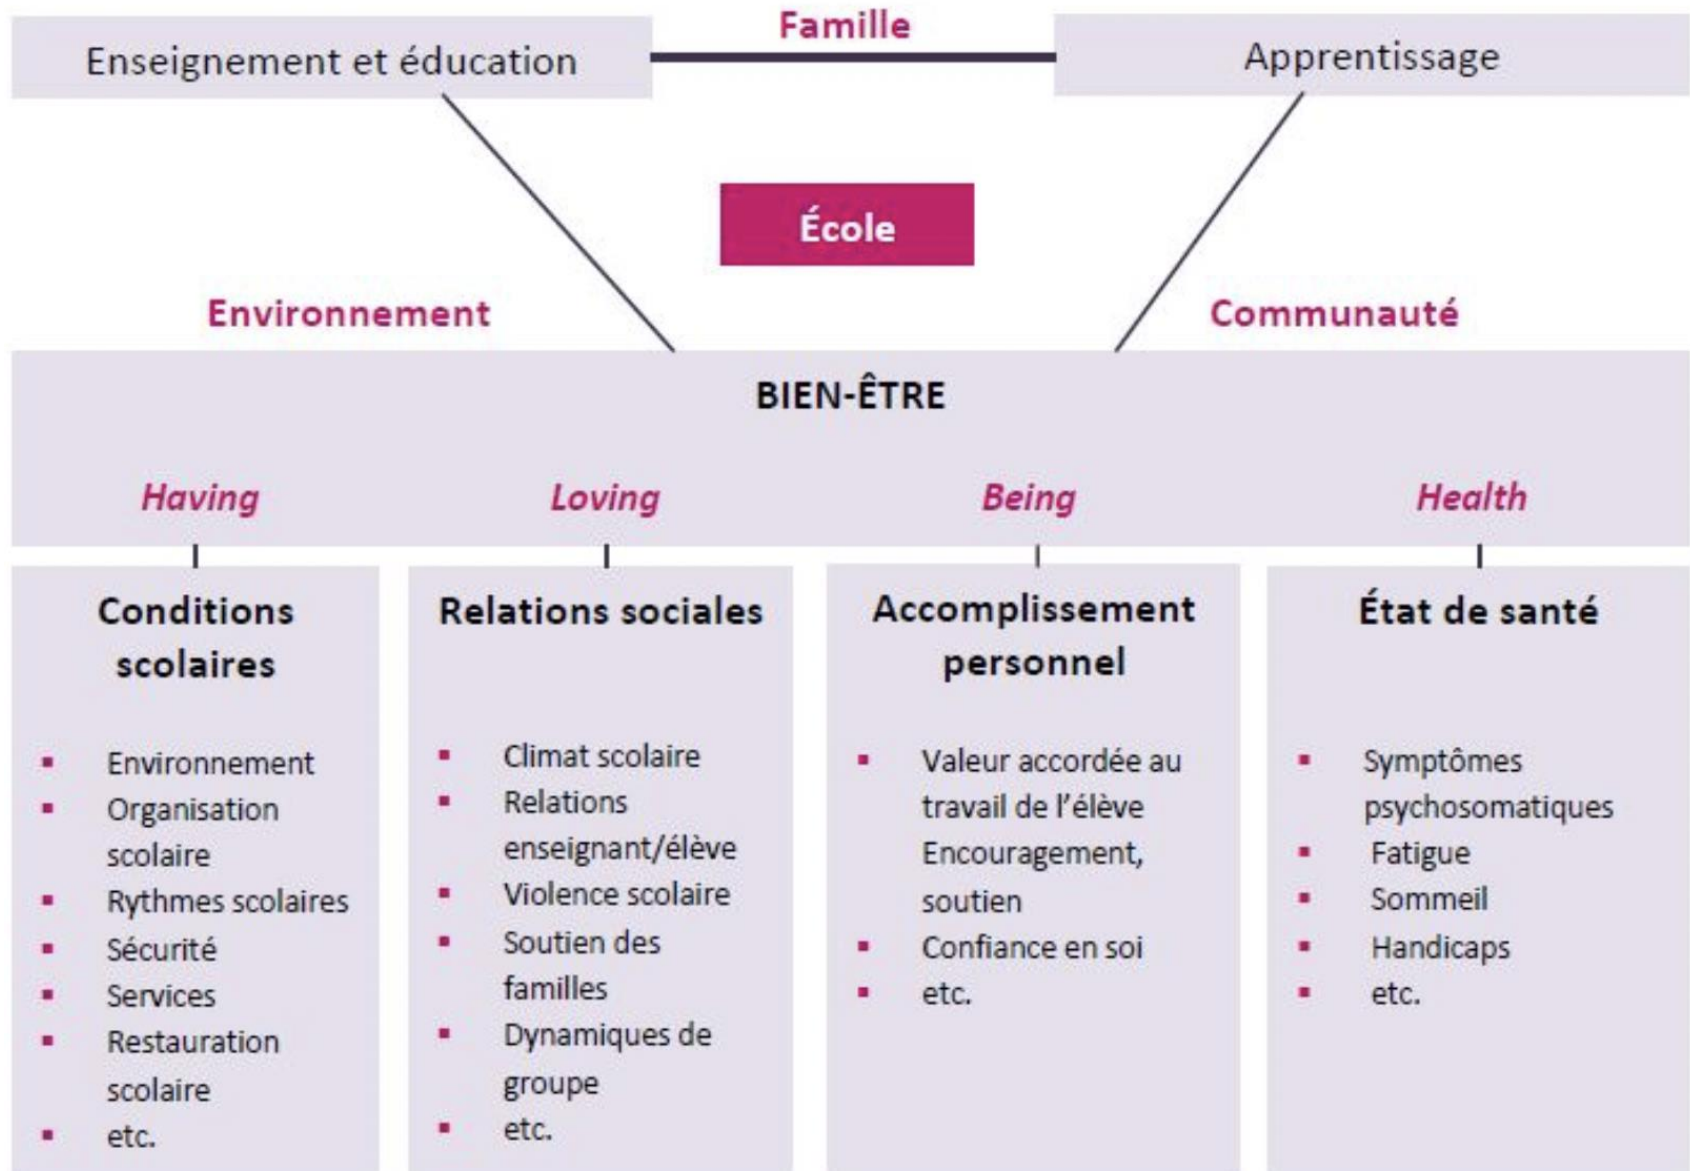 Famille
Enseignement et éducation
Apprentissage
École
Environnement
Communauté
BIEN-ÊTRE
Having
Loving
Being
Health
Conditions
scolaires
▪ Environnement
▪ Organisation
scolaire
▪ Rythmes scolaires
▪ Sécurité
▪ Services
▪ Restauration
scolaire
▪ etc.
Relations sociales
▪ Climat scolaire
▪ Relations
enseignant/élève
▪ Violence scolaire
▪ Soutien des
familles
▪ Dynamiques de
groupe
▪ etc.
Accomplissement
personnel
▪ Valeur accordée au
travail de l’élève
Encouragement,
soutien
▪ Confiance en soi
▪ etc.
État de santé
▪ Symptômes
psychosomatiques
▪ Fatigue
▪ Sommeil
▪ Handicaps
▪ etc.